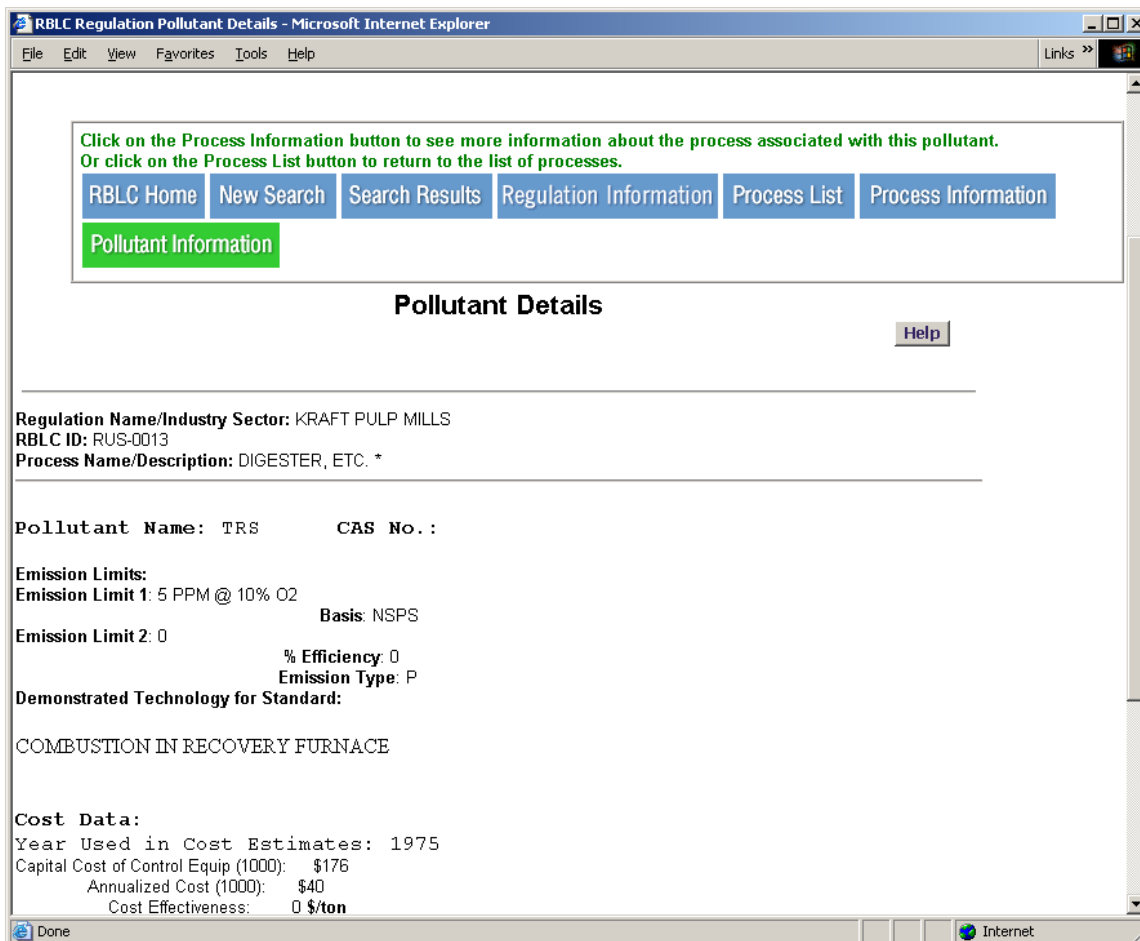 RBLC Regulation Pollutant Details - Microsoft Internet Explorer
File Edit View Favorites Tools Help Links »
Click on the Process Information button to see more information about the process associated with this pollutant.
Or click on the Process List button to return to the list of processes.
RBLC Home New Search Search Results Regulation Information Process List Process Information
Pollutant Information
Pollutant Details
Help
Regulation Name/Industry Sector: KRAFT PULP MILLS
RBLC ID: RUS-0013
Process Name/Description: DIGESTER, ETC. *
Pollutant Name: TRS CAS No.:
Emission Limits:
Emission Limit 1: 5 PPM @ 10% O2
Basis: NSPS
Emission Limit 2: 0
% Efficiency: 0
Emission Type: P
Demonstrated Technology for Standard:
COMBUSTION IN RECOVERY FURNACE
Cost Data:
Year Used in Cost Estimates: 1975
Capital Cost of Control Equip (1000): $176
Annualized Cost (1000): $40
Cost Effectiveness: 0 $/ton
Done Internet